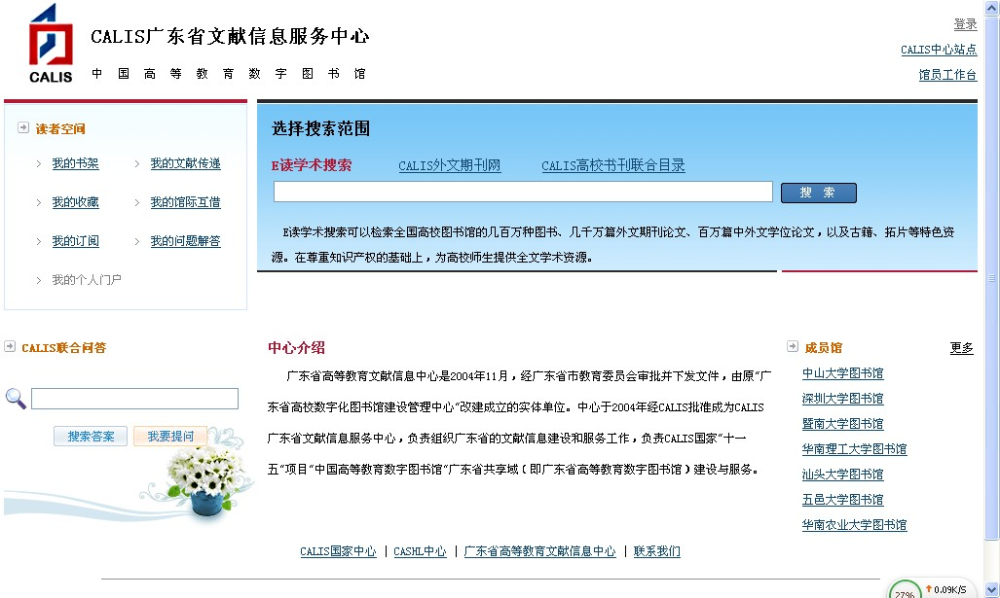 登录
CALIS
CALIS广东省文献信息服务中心
中 国 高 等 教 育 数 字 图 书 馆
CALIS中心站点
馆员工作台
读者空间
我的书架 我的文献传递
我的收藏 我的馆际互借
我的订阅 我的问题解答
我的个人门户
选择搜索范围
E读学术搜索 CALIS外文期刊网 CALIS高校书刊联合目录
搜 索
E读学术搜索可以检索全国高校图书馆的几百万种图书、几千万篇外文期刊论文、百万篇中外文学位论文，以及古籍、拓片等特色资
源。在尊重知识产权的基础上，为高校师生提供全文学术资源。
CALIS联合问答
搜索答案 我要提问
中心介绍
广东省高等教育文献信息中心是2004年11月，经广东省市教育委员会审批并下发文件，由原"广
东省高校数字化图书馆建设管理中心"改建成立的实体单位。中心于2004年经CALIS批准成为CALIS
广东省文献信息服务中心，负责组织广东省的文献信息建设和服务工作，负责CALIS国家"十一
五"项目"中国高等教育数字图书馆"广东省共享域（即广东省高等教育数字图书馆）建设与服务。
成员馆 更多
中山大学图书馆
深圳大学图书馆
暨南大学图书馆
华南理工大学图书馆
汕头大学图书馆
五邑大学图书馆
华南农业大学图书馆
CALIS国家中心 | CASHL中心 | 广东省高等教育文献信息中心 | 联系我们
27% 0.09K/S